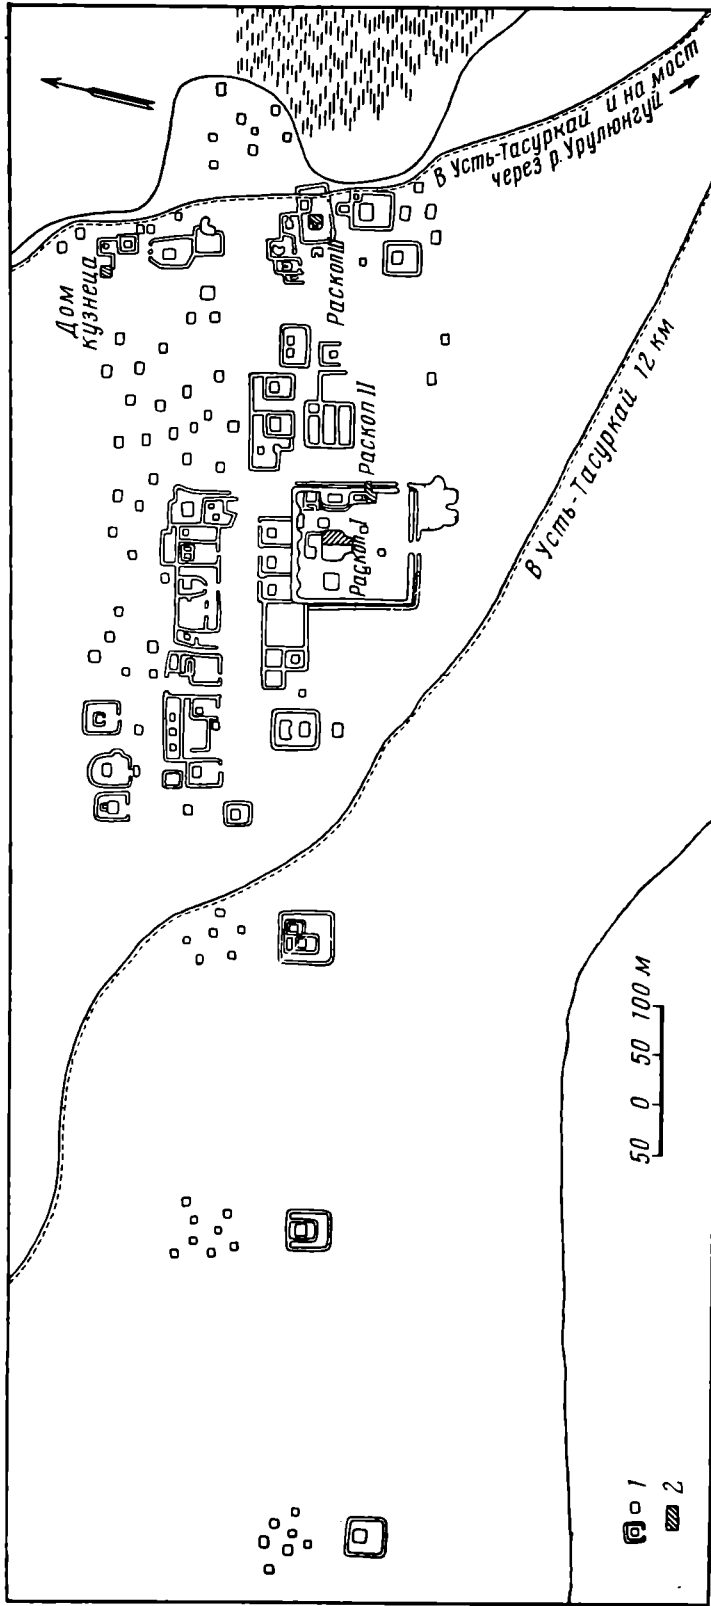 Дом
кузнеца
Раскоп III
Раскоп II
Раскоп I
В Усть-Тасуркай и на мост
через р. Урулюнгуй
В Усть-Тасуркай 12 км
50 0 50 100 м
1
2